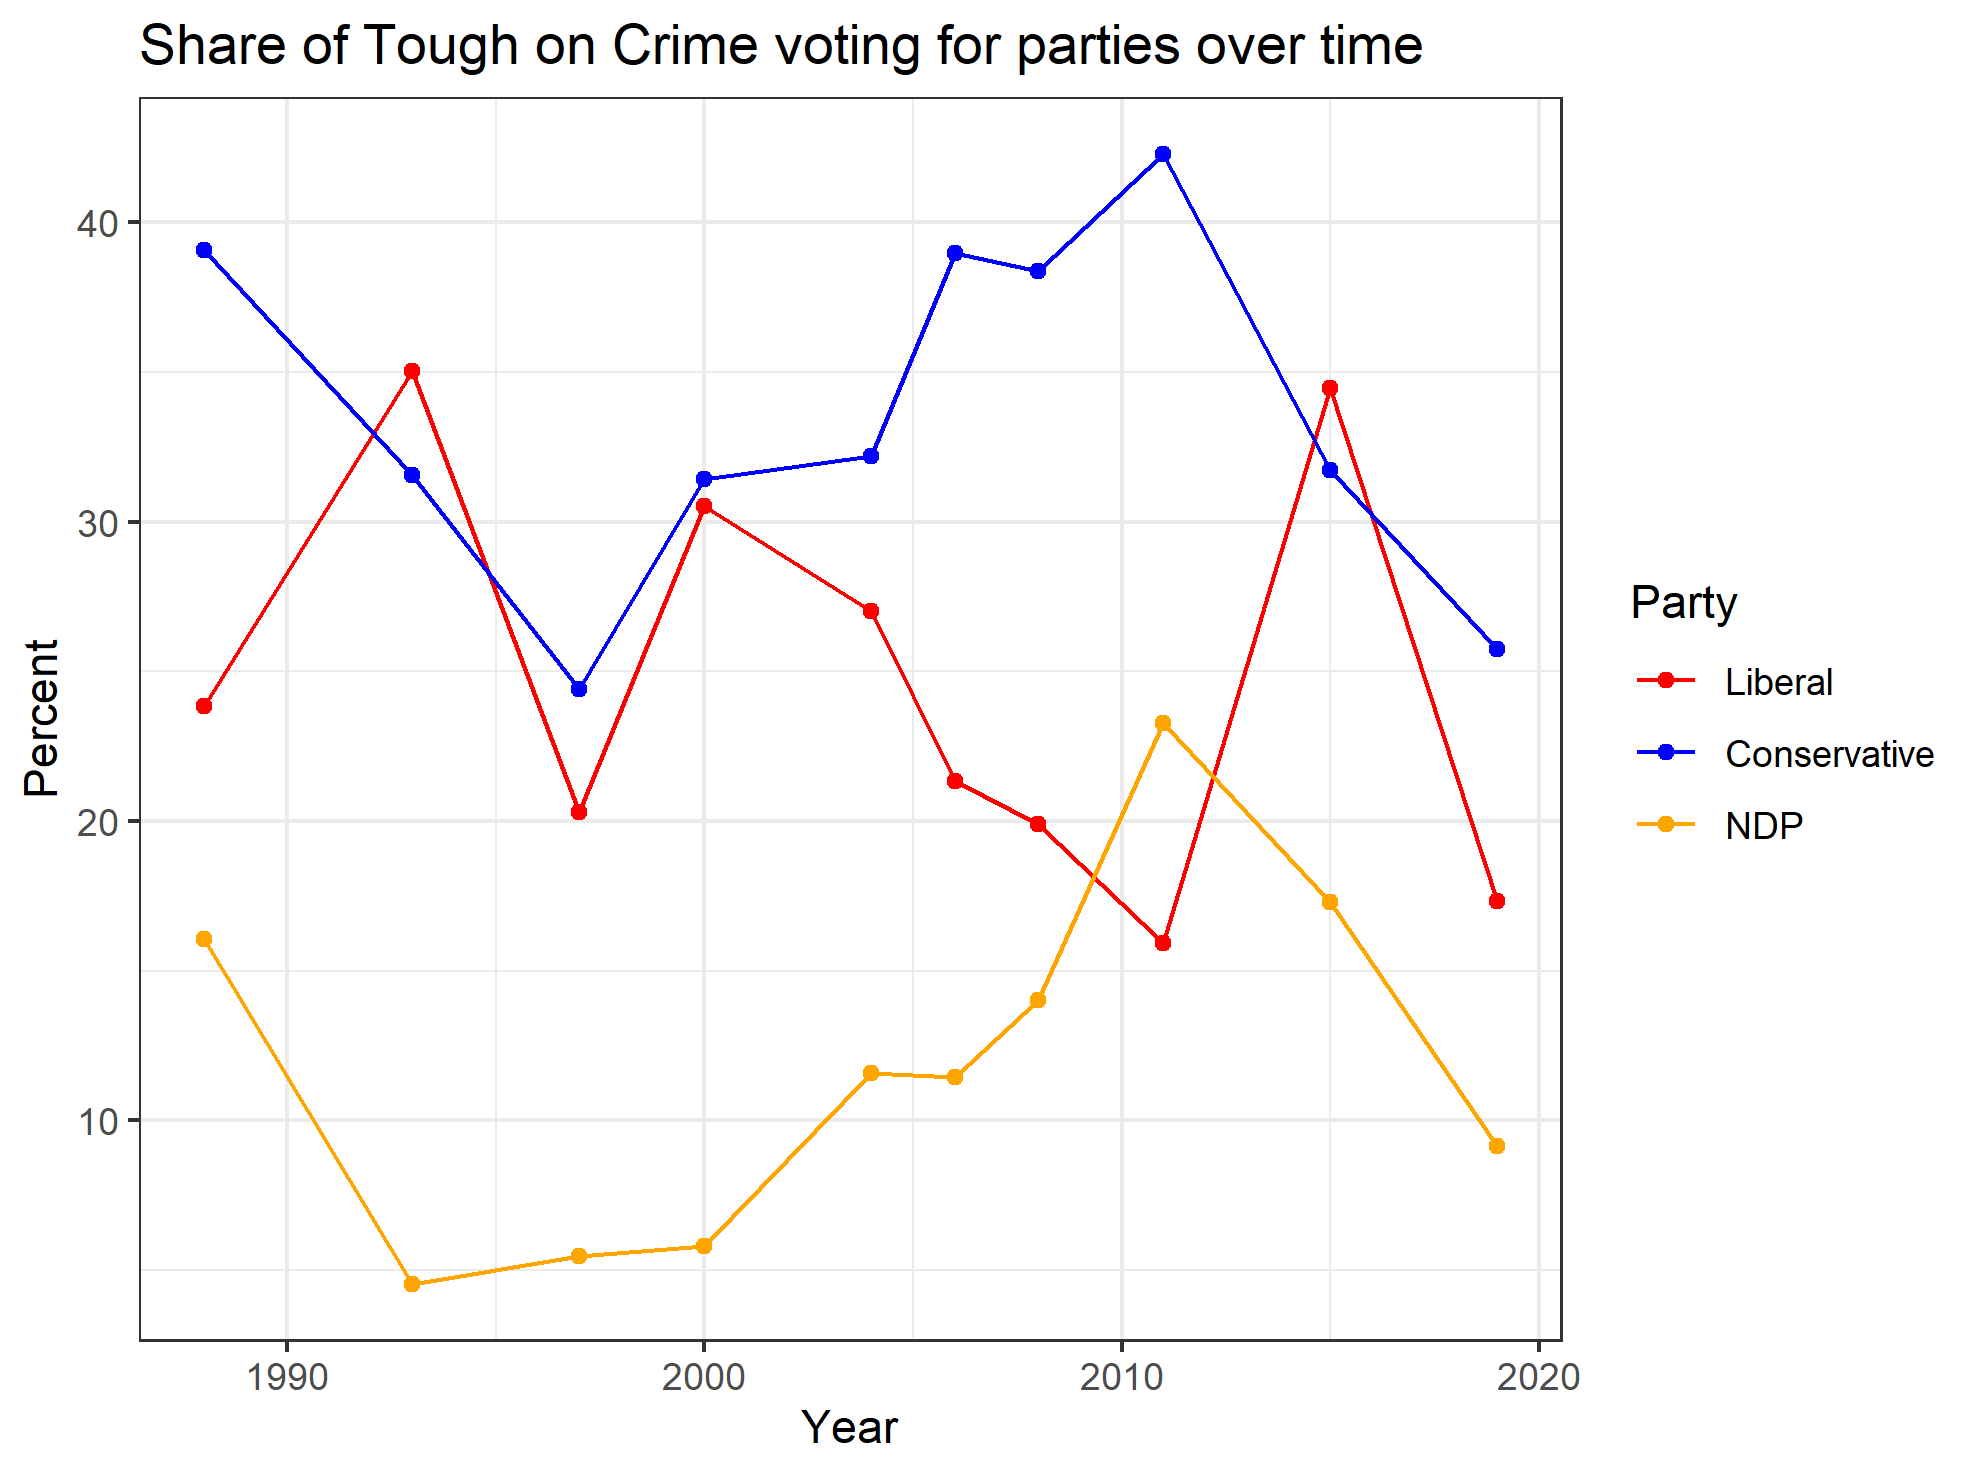 Share of Tough on Crime voting for parties over time
40
30
20
10
Percent
1990 2000 2010 2020
Year
Party
Liberal
Conservative
NDP